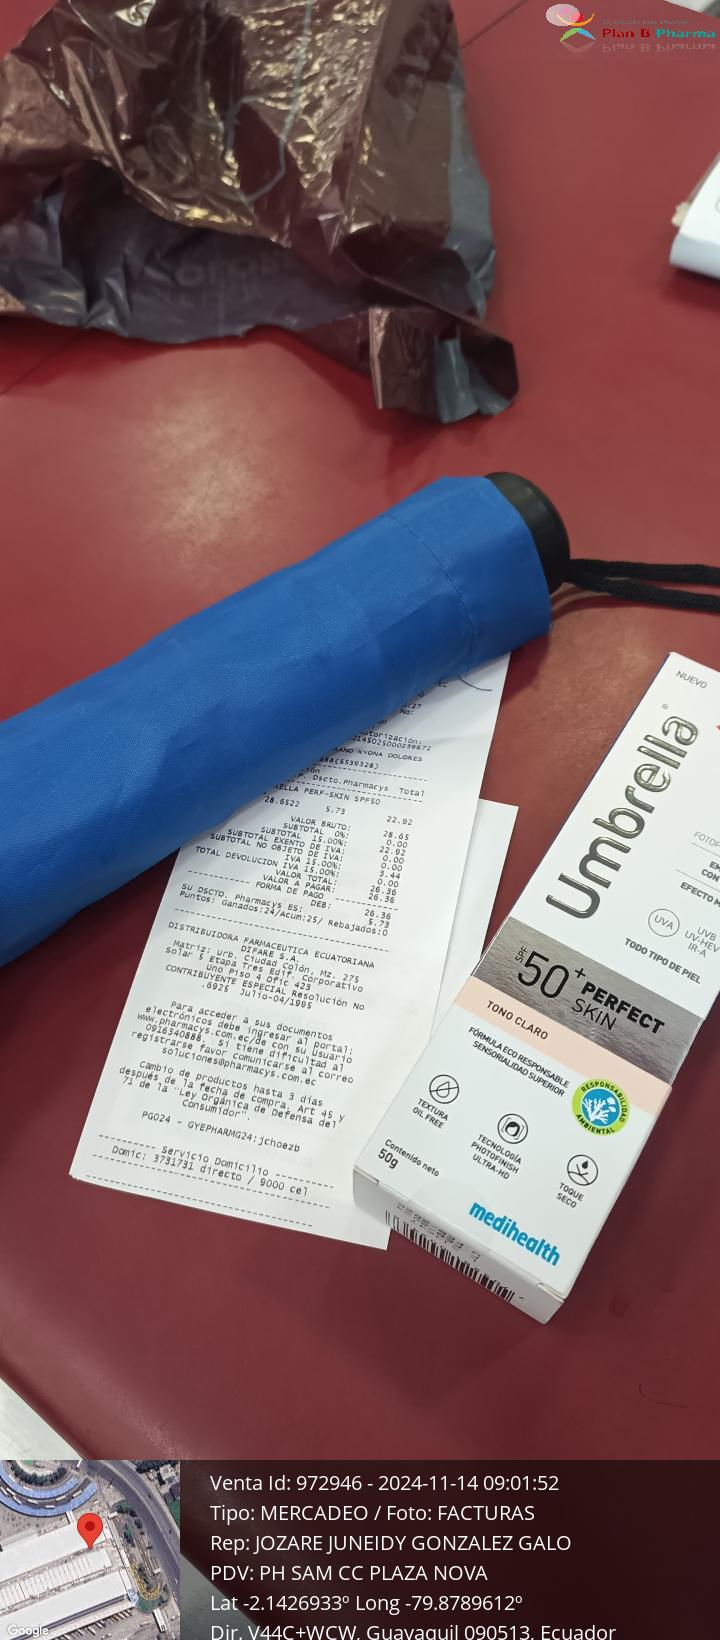 Plan B Pharma
Dscto.Pharmacys Total
RELLA PERF-SKIN SPF50
28.6522 5.73 22.92
VALOR BRUTO: 28.65
SUBTOTAL 0%: 0.00
SUBTOTAL 15.00%: 22.92
SUBTOTAL EXENTO DE IVA: 0.00
SUBTOTAL NO OBJETO DE IVA: 0.00
IVA 15.00%: 3.44
TOTAL DEVOLUCION IVA 15.00%: 0.00
VALOR TOTAL: 26.36
VALOR A PAGAR: 26.36
FORMA DE PAGO
DEB: 26.36
SU DSCTO. Pharmacys ES: 5.73
Puntos: Ganados:24/Acum:25/ Rebajados:0
DISTRIBUIDORA FARMACEUTICA ECUATORIANA
DIFARE S.A.
Matriz: Urb. Ciudad Colón, Mz. 275
Solar 5 Etapa Tres Edif. Corporativo
Uno Piso 4 Ofic 423
CONTRIBUYENTE ESPECIAL Resolución No
.6925 Julio-04/1995
Para acceder a sus documentos
electrónicos debe ingresar al portal:
www.pharmacys.com.ec/de con su Usuario
0916340888. Si tiene dificultad al
registrarse favor comunicarse al correo
soluciones@pharmacys.com.ec
Cambio de productos hasta 3 días
después de la fecha de compra. Art 45 y
71 de la "Ley Orgánica de Defensa del
Consumidor".
PG024 - GYEPHARMG24:jchoezb
Servicio Domicilio
Domic: 3731731 directo / 9000 cel
NUEVO
Umbrella®
EFECTO M
UVA
UVB
UV-HEV
IR-A
TODO TIPO DE PIEL
SPF
50+ PERFECT
SKIN
TONO CLARO
FÓRMULA ECO RESPONSABLE
SENSORIALIDAD SUPERIOR
RESPONSABILIDAD
AMBIENTAL
TEXTURA
OIL FREE
TECNOLOGÍA
PHOTOFINISH
ULTRA-HD
TOQUE
SECO
Contenido neto
50g
medihealth
Google
Venta Id: 972946 - 2024-11-14 09:01:52
Tipo: MERCADEO / Foto: FACTURAS
Rep: JOZARE JUNEIDY GONZALEZ GALO
PDV: PH SAM CC PLAZA NOVA
Lat -2.1426933º Long -79.8789612º
Dir. V44C+WCW, Guayaquil 090513, Ecuador